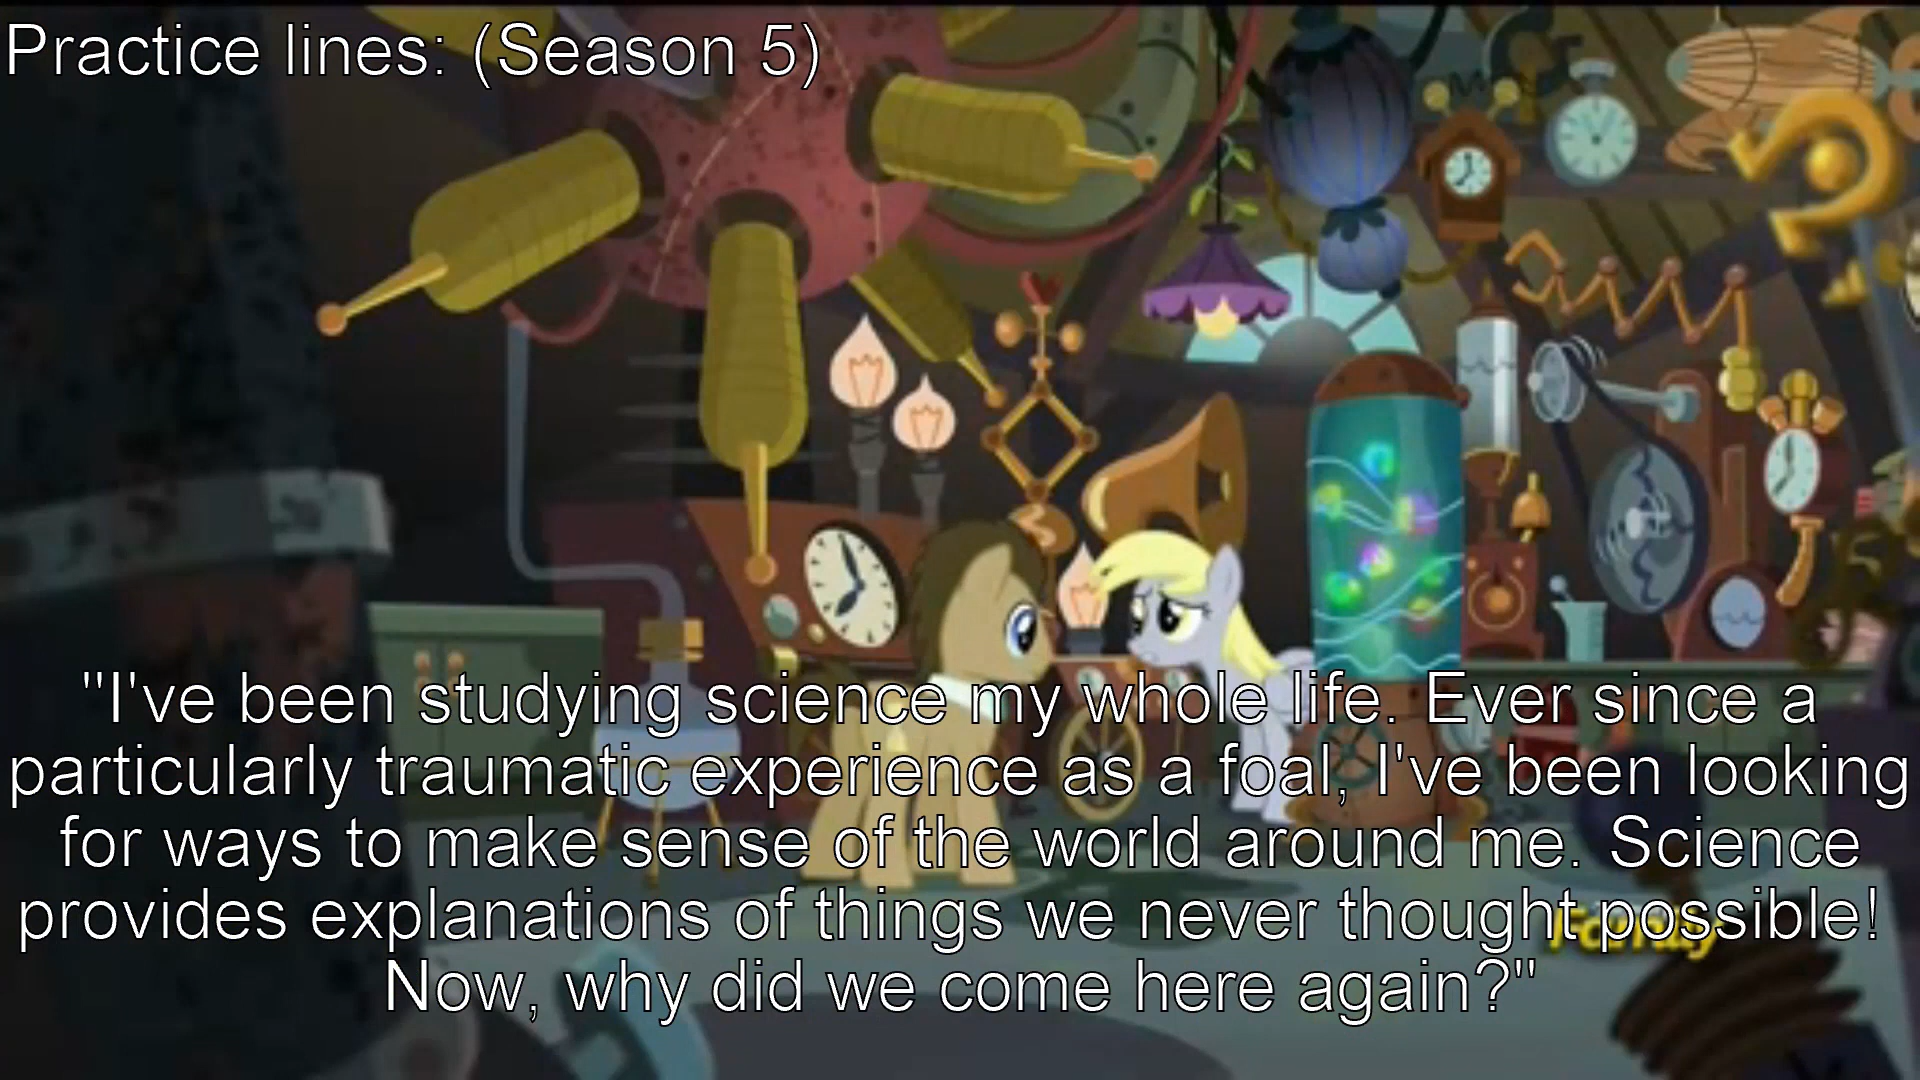 Practice lines: (Season 5)
"I've been studying science my whole life. Ever since a
particularly traumatic experience as a foal, I've been looking
for ways to make sense of the world around me. Science
provides explanations of things we never thought possible!
Now, why did we come here again?"
Family